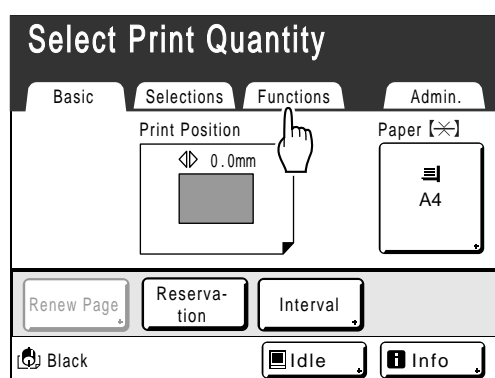 Select Print Quantity
Basic Selections Functions Admin.
Print Position Paper【✳】
0.0mm
A4
Renew Page Reserva-
tion Interval
Black Idle Info